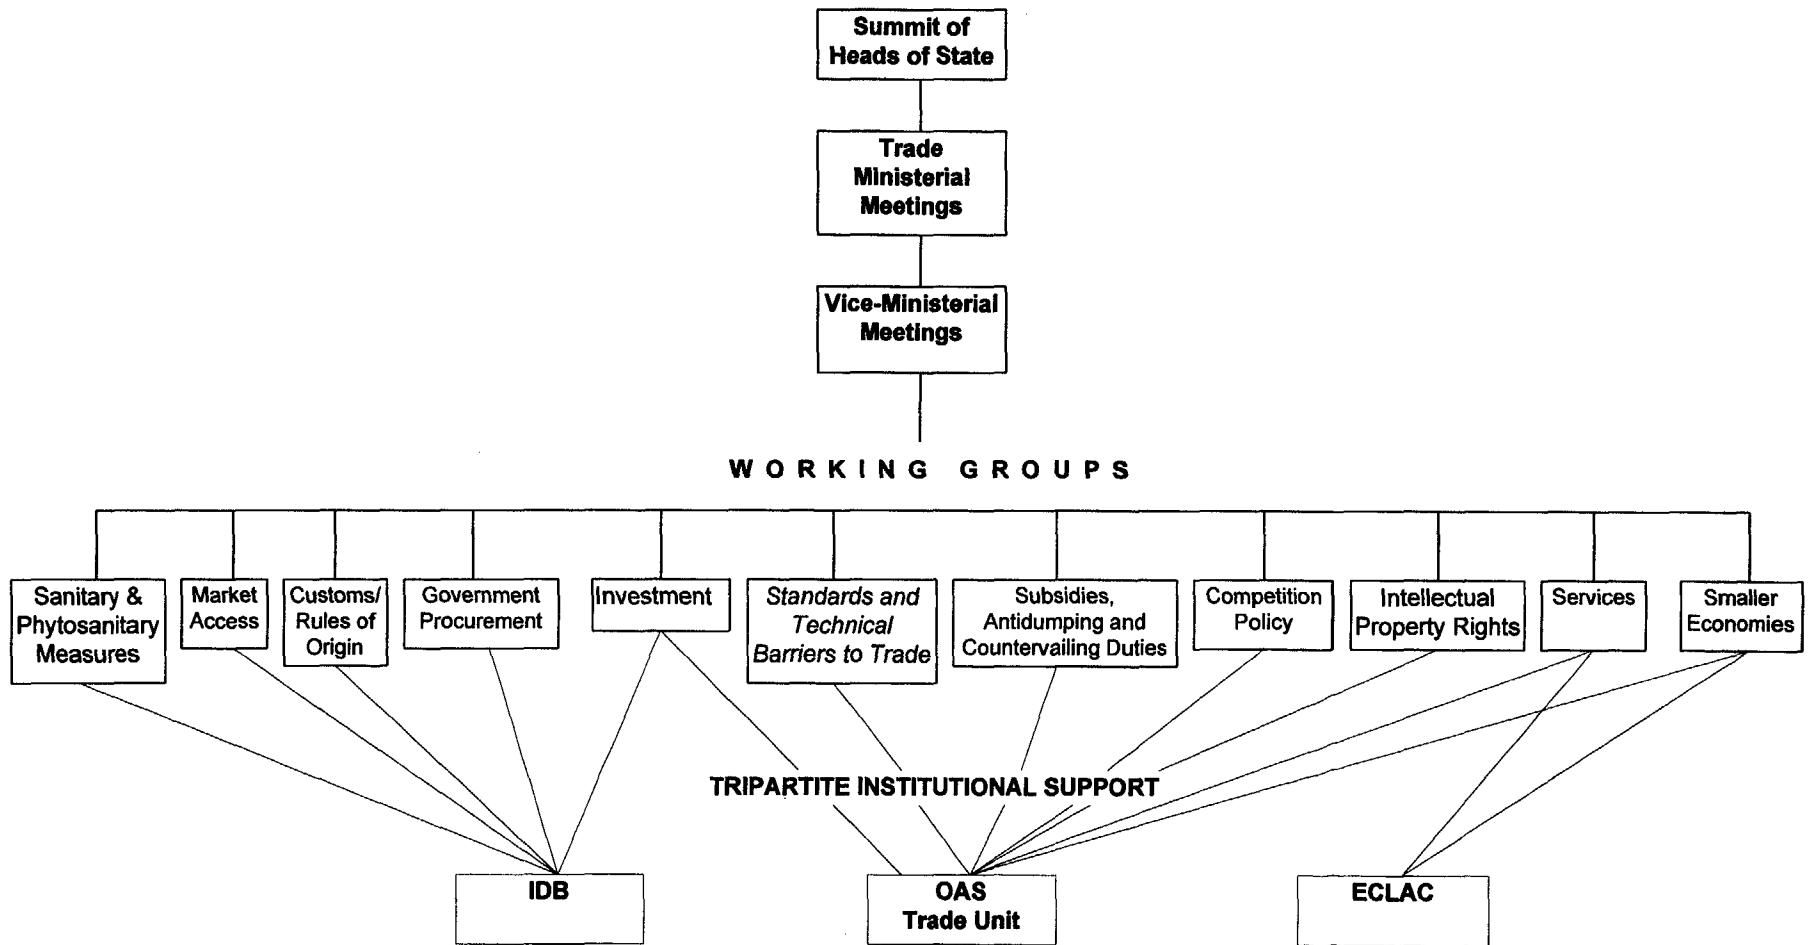 Summit of
Heads of State
Trade
Ministerial
Meetings
Vice-Ministerial
Meetings
WORKING GROUPS
Sanitary &
Phytosanitary
Measures
Market
Access
Customs/
Rules of
Origin
Government
Procurement
Investment
Standards and
Technical
Barriers to Trade
Subsidies,
Antidumping and
Countervailing Duties
Competition
Policy
Intellectual
Property Rights
Services
Smaller
Economies
TRIPARTITE INSTITUTIONAL SUPPORT
IDB
OAS
Trade Unit
ECLAC